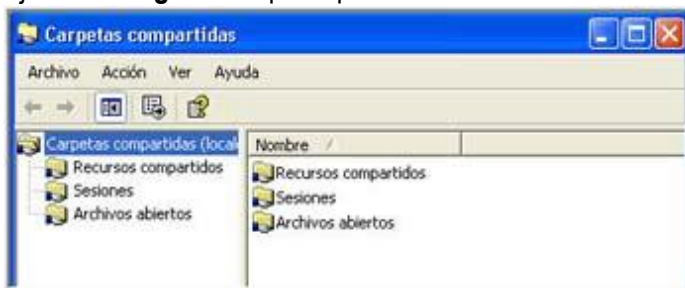 Carpetas compartidas
Archivo Acción Ver Ayuda
Carpetas compartidas (local
Recursos compartidos
Sesiones
Archivos abiertos
Nombre
Recursos compartidos
Sesiones
Archivos abiertos